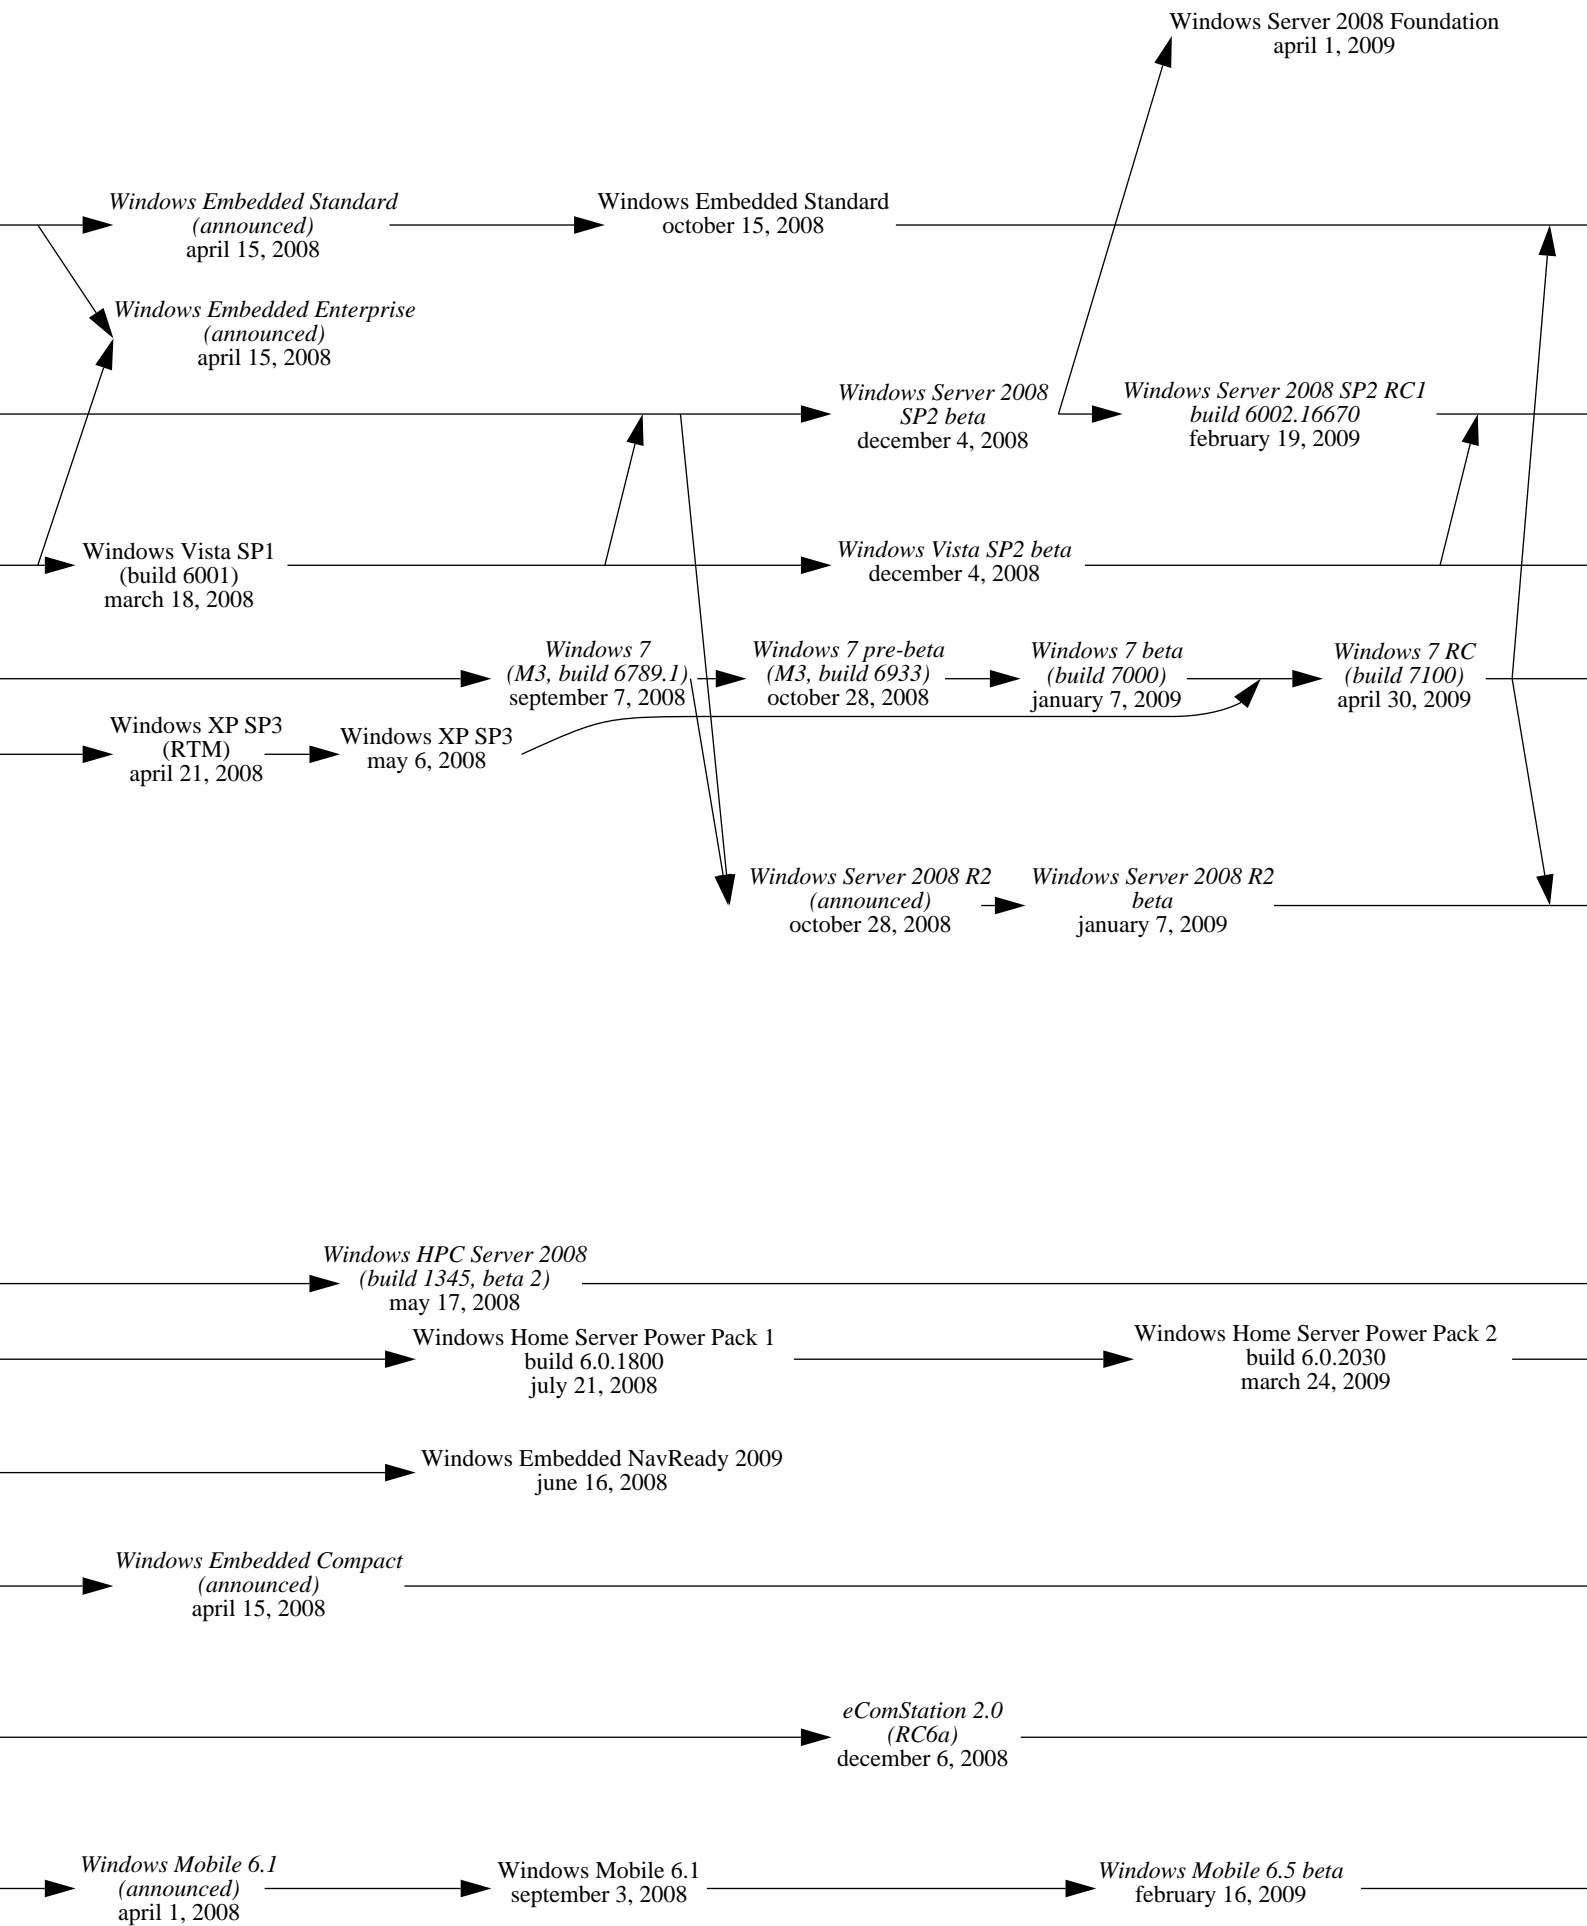 Windows Server 2008 Foundation
april 1, 2009
Windows Embedded Standard
(announced)
april 15, 2008
Windows Embedded Standard
october 15, 2008
Windows Embedded Enterprise
(announced)
april 15, 2008
Windows Server 2008
SP2 beta
december 4, 2008
Windows Server 2008 SP2 RC1
build 6002.16670
february 19, 2009
Windows Vista SP1
(build 6001)
march 18, 2008
Windows Vista SP2 beta
december 4, 2008
Windows 7
(M3, build 6789.1)
september 7, 2008
Windows 7 pre-beta
(M3, build 6933)
october 28, 2008
Windows 7 beta
(build 7000)
january 7, 2009
Windows 7 RC
(build 7100)
april 30, 2009
Windows XP SP3
(RTM)
april 21, 2008
Windows XP SP3
may 6, 2008
Windows Server 2008 R2
(announced)
october 28, 2008
Windows Server 2008 R2
beta
january 7, 2009
Windows HPC Server 2008
(build 1345, beta 2)
may 17, 2008
Windows Home Server Power Pack 1
build 6.0.1800
july 21, 2008
Windows Home Server Power Pack 2
build 6.0.2030
march 24, 2009
Windows Embedded NavReady 2009
june 16, 2008
Windows Embedded Compact
(announced)
april 15, 2008
eComStation 2.0
(RC6a)
december 6, 2008
Windows Mobile 6.1
(announced)
april 1, 2008
Windows Mobile 6.1
september 3, 2008
Windows Mobile 6.5 beta
february 16, 2009